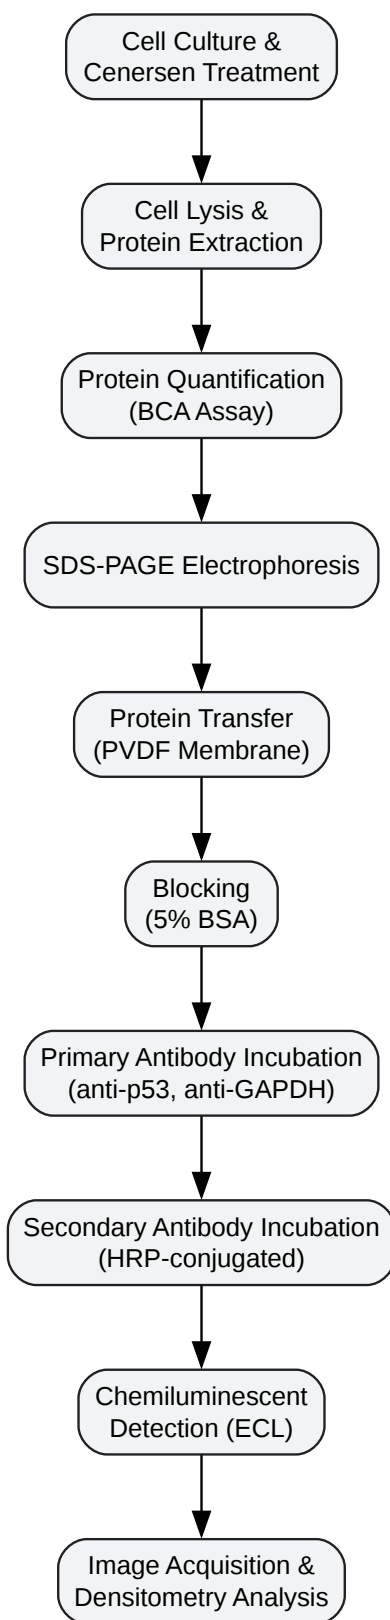 Cell Culture &
Cenersen Treatment
Cell Lysis &
Protein Extraction
Protein Quantification
(BCA Assay)
SDS-PAGE Electrophoresis
Protein Transfer
(PVDF Membrane)
Blocking
(5% BSA)
Primary Antibody Incubation
(anti-p53, anti-GAPDH)
Secondary Antibody Incubation
(HRP-conjugated)
Chemiluminescent
Detection (ECL)
Image Acquisition &
Densitometry Analysis